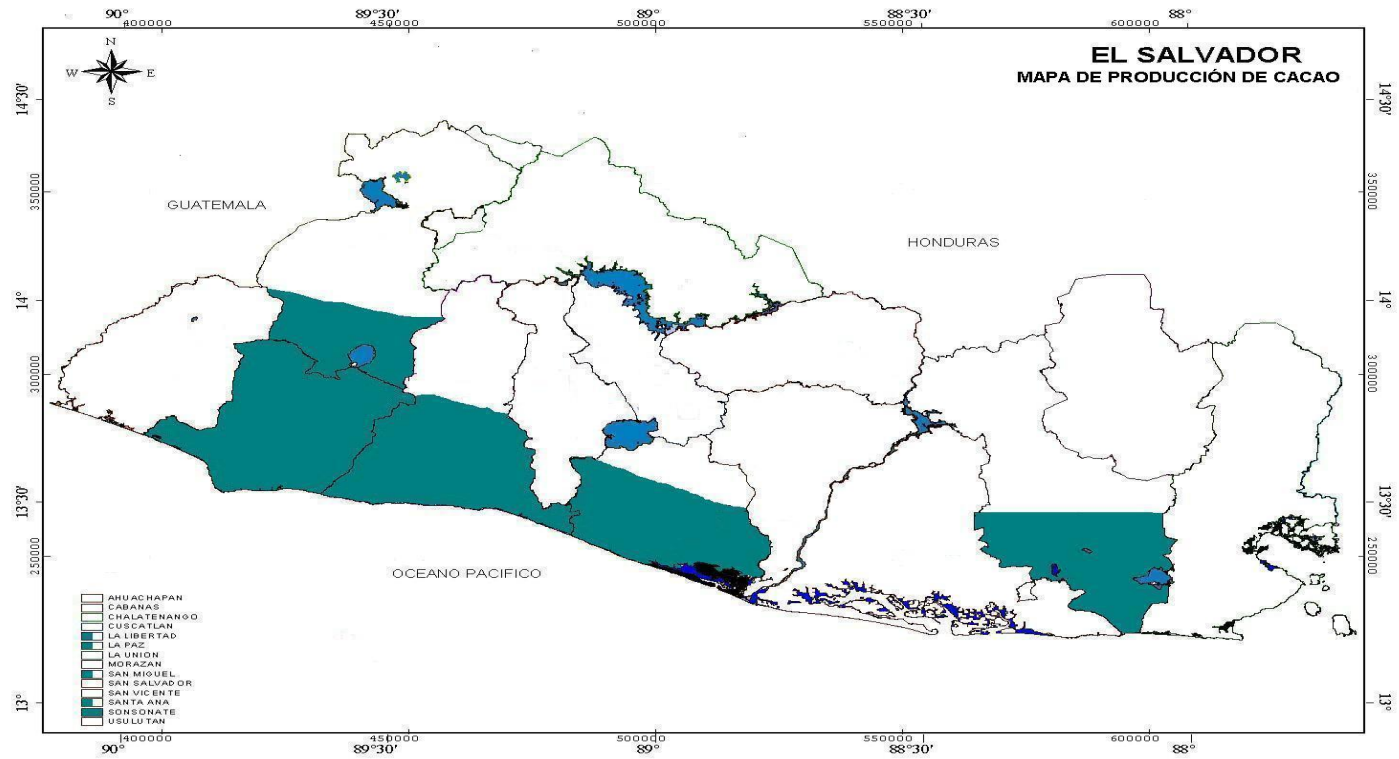 90° 89°30' 89° 88°30' 88°
400000 450000 500000 550000 600000
EL SALVADOR
MAPA DE PRODUCCIÓN DE CACAO
N
W E
S
14°30' 14°30'
350000 350000
GUATEMALA
HONDURAS
14° 14°
300000 300000
13°30' 13°30'
250000 250000
OCEANO PACIFICO
AHUACHAPAN
CABANAS
CHALATENANGO
CUSCATLAN
LA LIBERTAD
LA PAZ
LA UNION
MORAZAN
SAN MIGUEL
SAN SALVADOR
SAN VICENTE
SANTA ANA
SONSONATE
USULUTAN
13° 13°
400000 450000 500000 550000 600000
90° 89°30' 89° 88°30' 88°